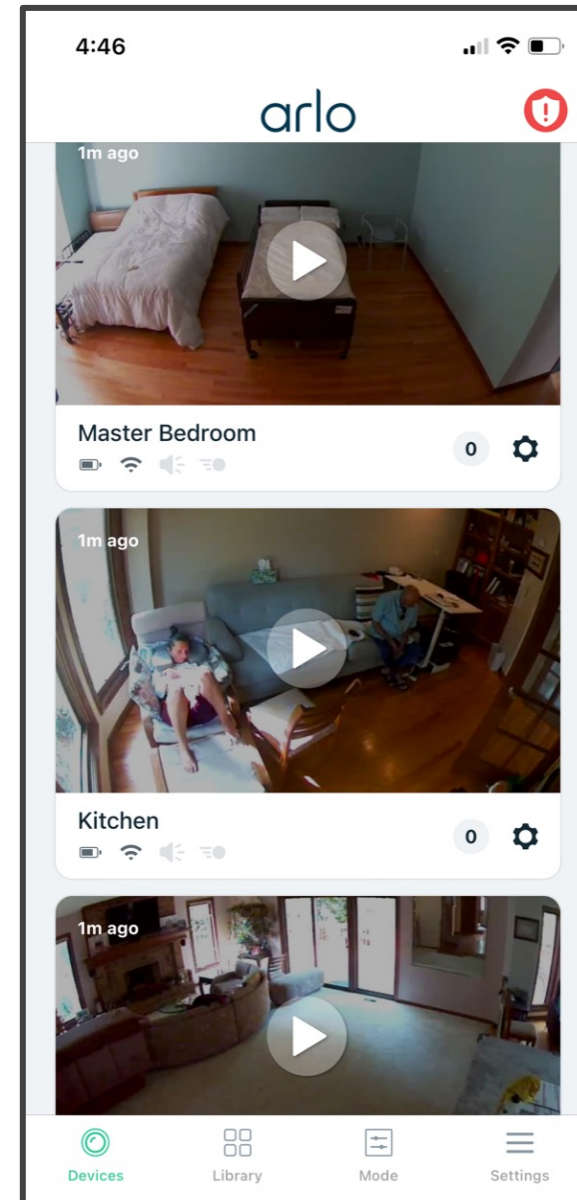 4:46
arlo
1m ago
Master Bedroom
0
1m ago
Kitchen
0
1m ago
Devices
Library
Mode
Settings